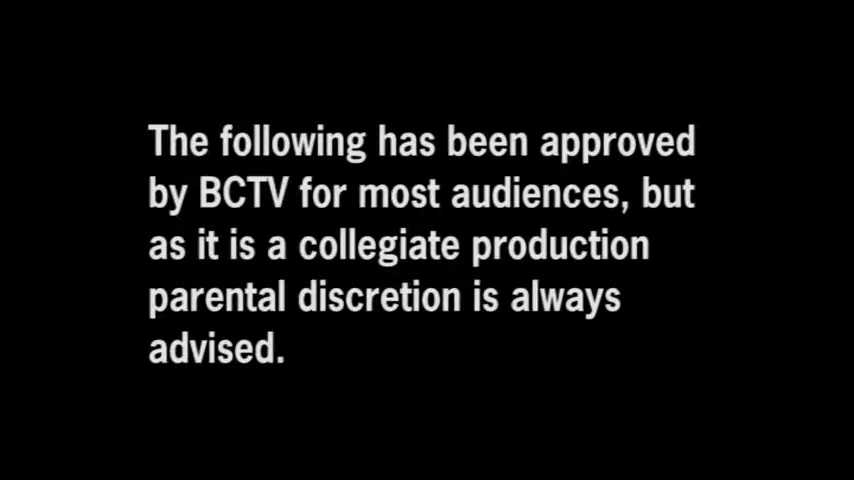 The following has been approved
by BCTV for most audiences, but
as it is a collegiate production
parental discretion is always
advised.